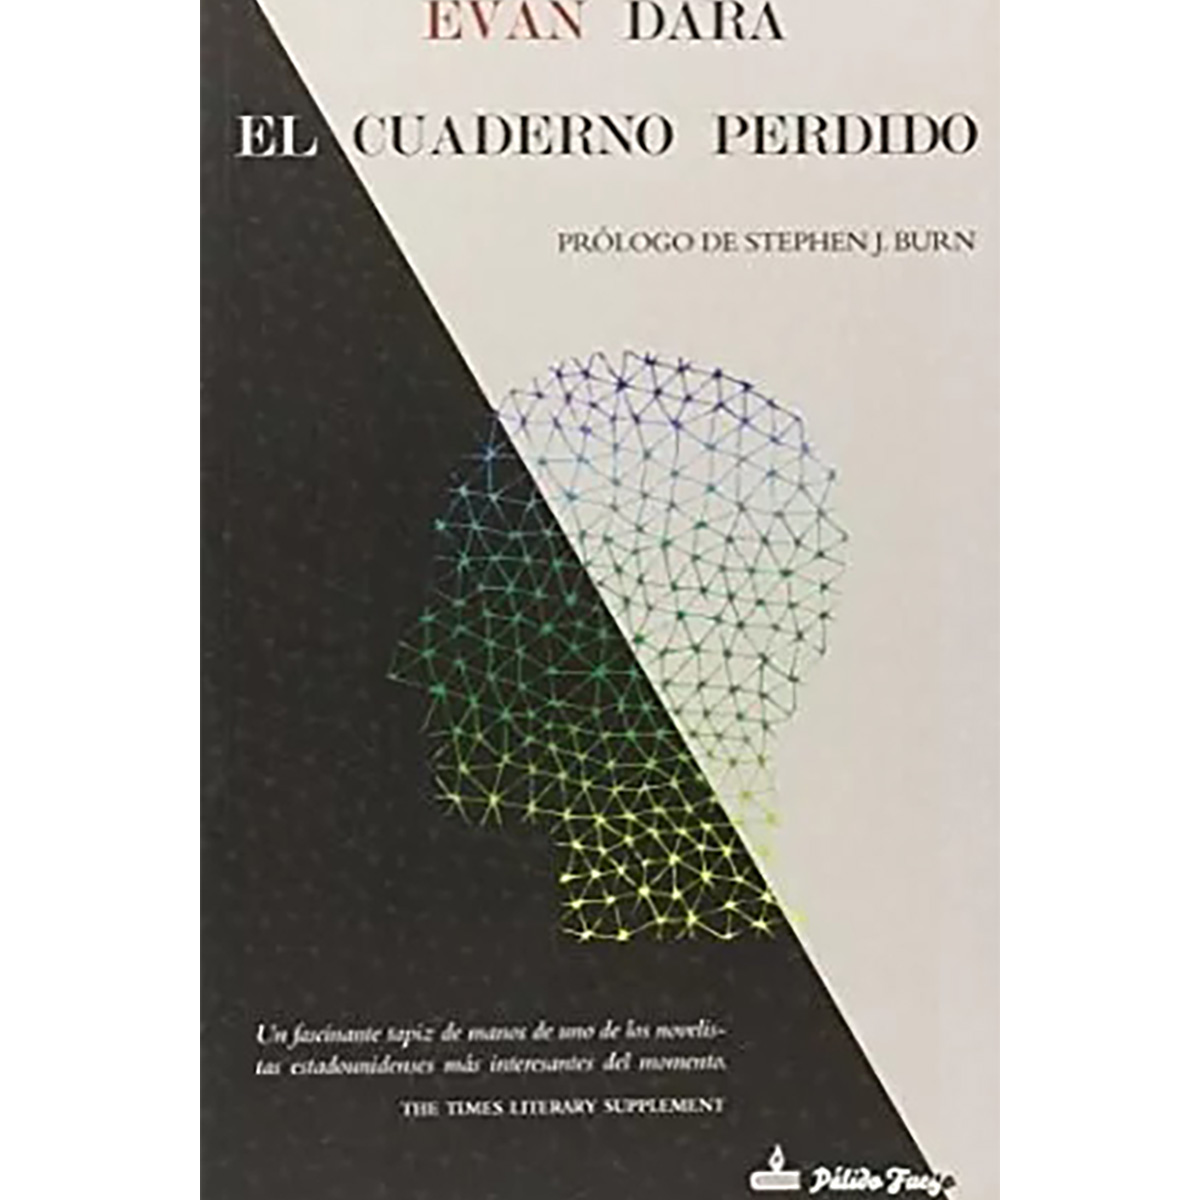 EVAN DARA
EL CUADERNO PERDIDO
PRÓLOGO DE STEPHEN J. BURN
Un fascinante tapiz de manos de uno de los novelis-
tas estadounidenses más interesantes del momento.
THE TIMES LITERARY SUPPLEMENT
Pálido Fuego